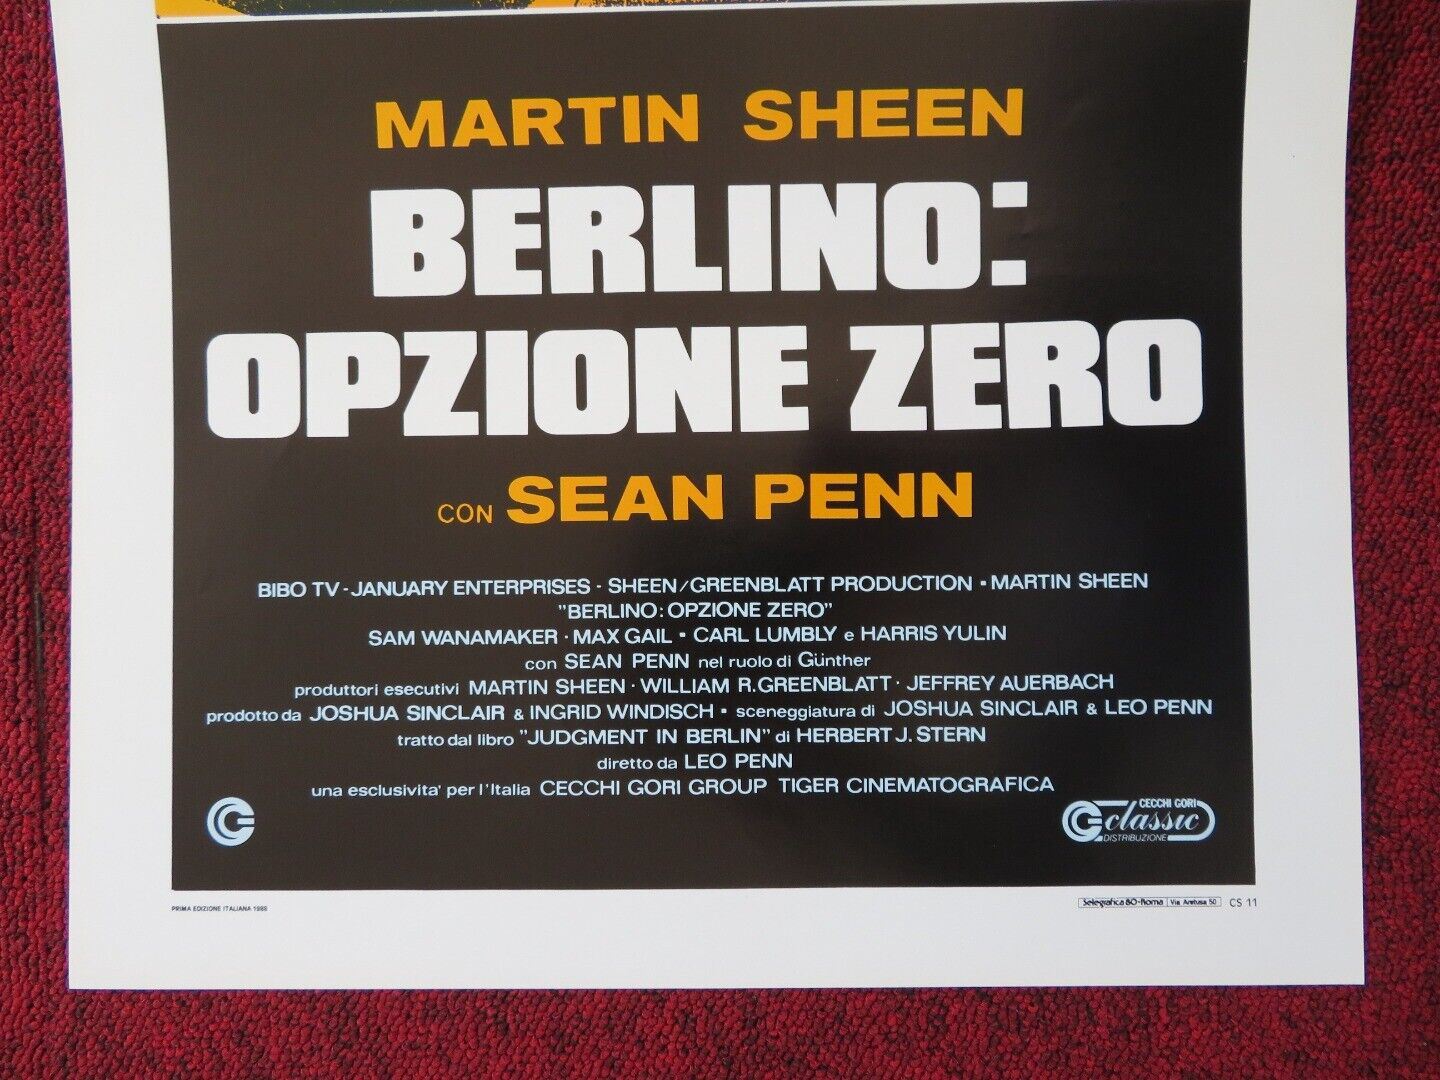 MARTIN SHEEN
BERLINO:
OPZIONE ZERO
CON SEAN PENN
BIBO TV - JANUARY ENTERPRISES - SHEEN/GREENBLATT PRODUCTION • MARTIN SHEEN
"BERLINO: OPZIONE ZERO"
SAM WANAMAKER • MAX GAIL • CARL LUMBLY e HARRIS YULIN
con SEAN PENN nel ruolo di Günther
produttori esecutivi MARTIN SHEEN • WILLIAM R. GREENBLATT • JEFFREY AUERBACH
prodotto da JOSHUA SINCLAIR & INGRID WINDISCH • sceneggiatura di JOSHUA SINCLAIR & LEO PENN
tratto dal libro "JUDGMENT IN BERLIN" di HERBERT J. STERN
diretto da LEO PENN
una esclusivita' per l'Italia CECCHI GORI GROUP TIGER CINEMATOGRAFICA
CECCHI GORI
classic
DISTRIBUZIONE
PRIMA EDIZIONE ITALIANA 1988
Selegrafica 80-Roma Via Aretusa 50 CS 11